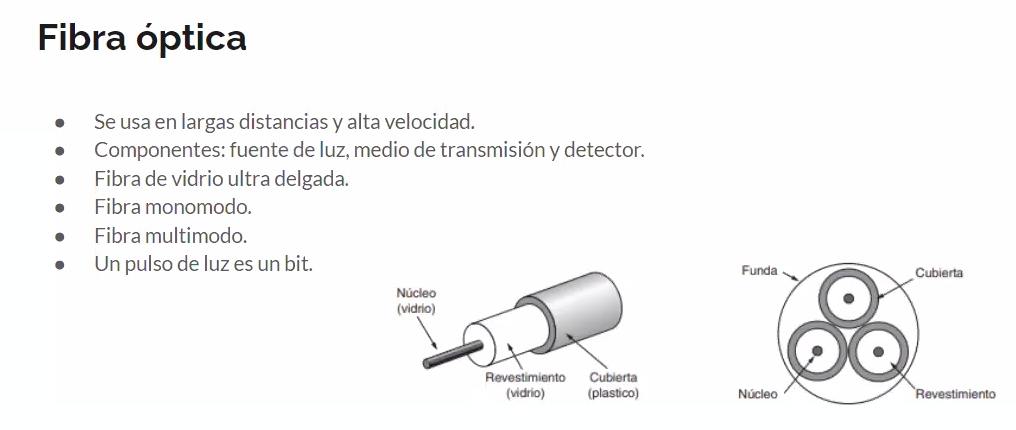 Fibra óptica
● Se usa en largas distancias y alta velocidad.
● Componentes: fuente de luz, medio de transmisión y detector.
● Fibra de vidrio ultra delgada.
● Fibra monomodo.
● Fibra multimodo.
● Un pulso de luz es un bit.
Núcleo
(vidrio)
Revestimiento
(vidrio)
Cubierta
(plastico)
Funda
Cubierta
Núcleo
Revestimiento